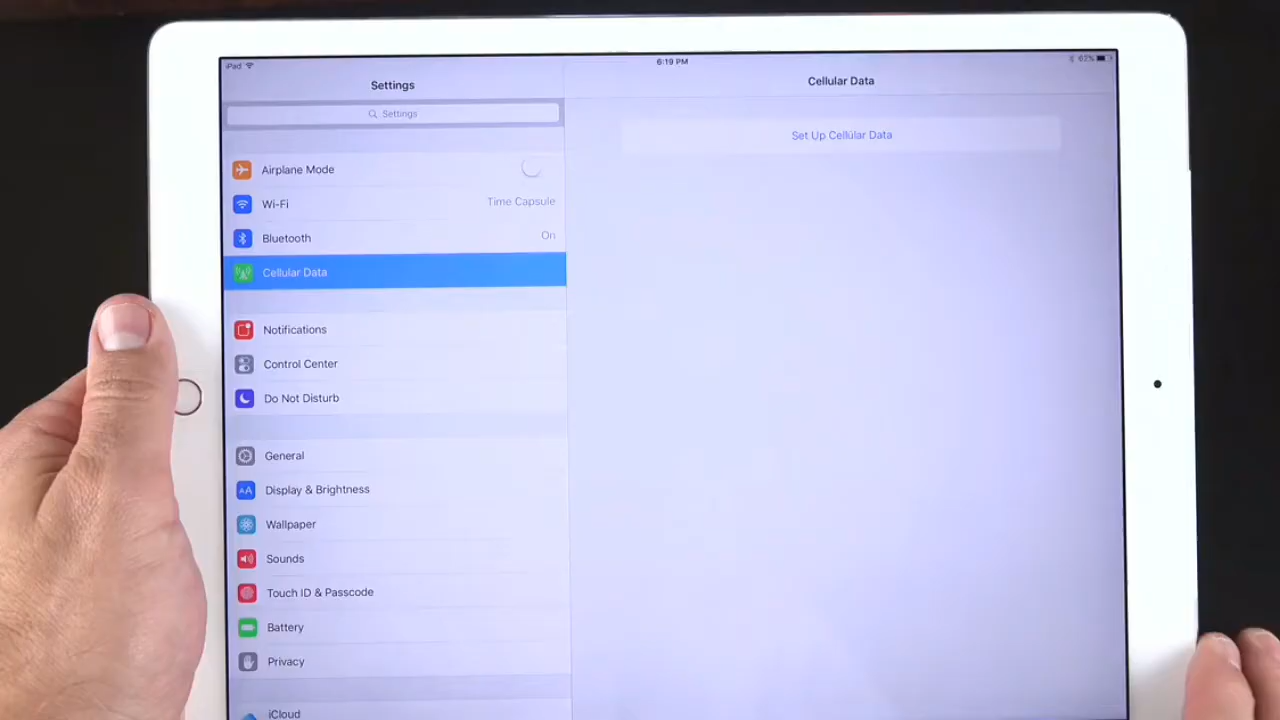 iPad
6:19 PM
62%
Settings
Cellular Data
Settings
Set Up Cellular Data
Airplane Mode
Wi-Fi
Time Capsule
Bluetooth
On
Cellular Data
Notifications
Control Center
Do Not Disturb
General
AA
Display & Brightness
Wallpaper
Sounds
Touch ID & Passcode
Battery
Privacy
iCloud